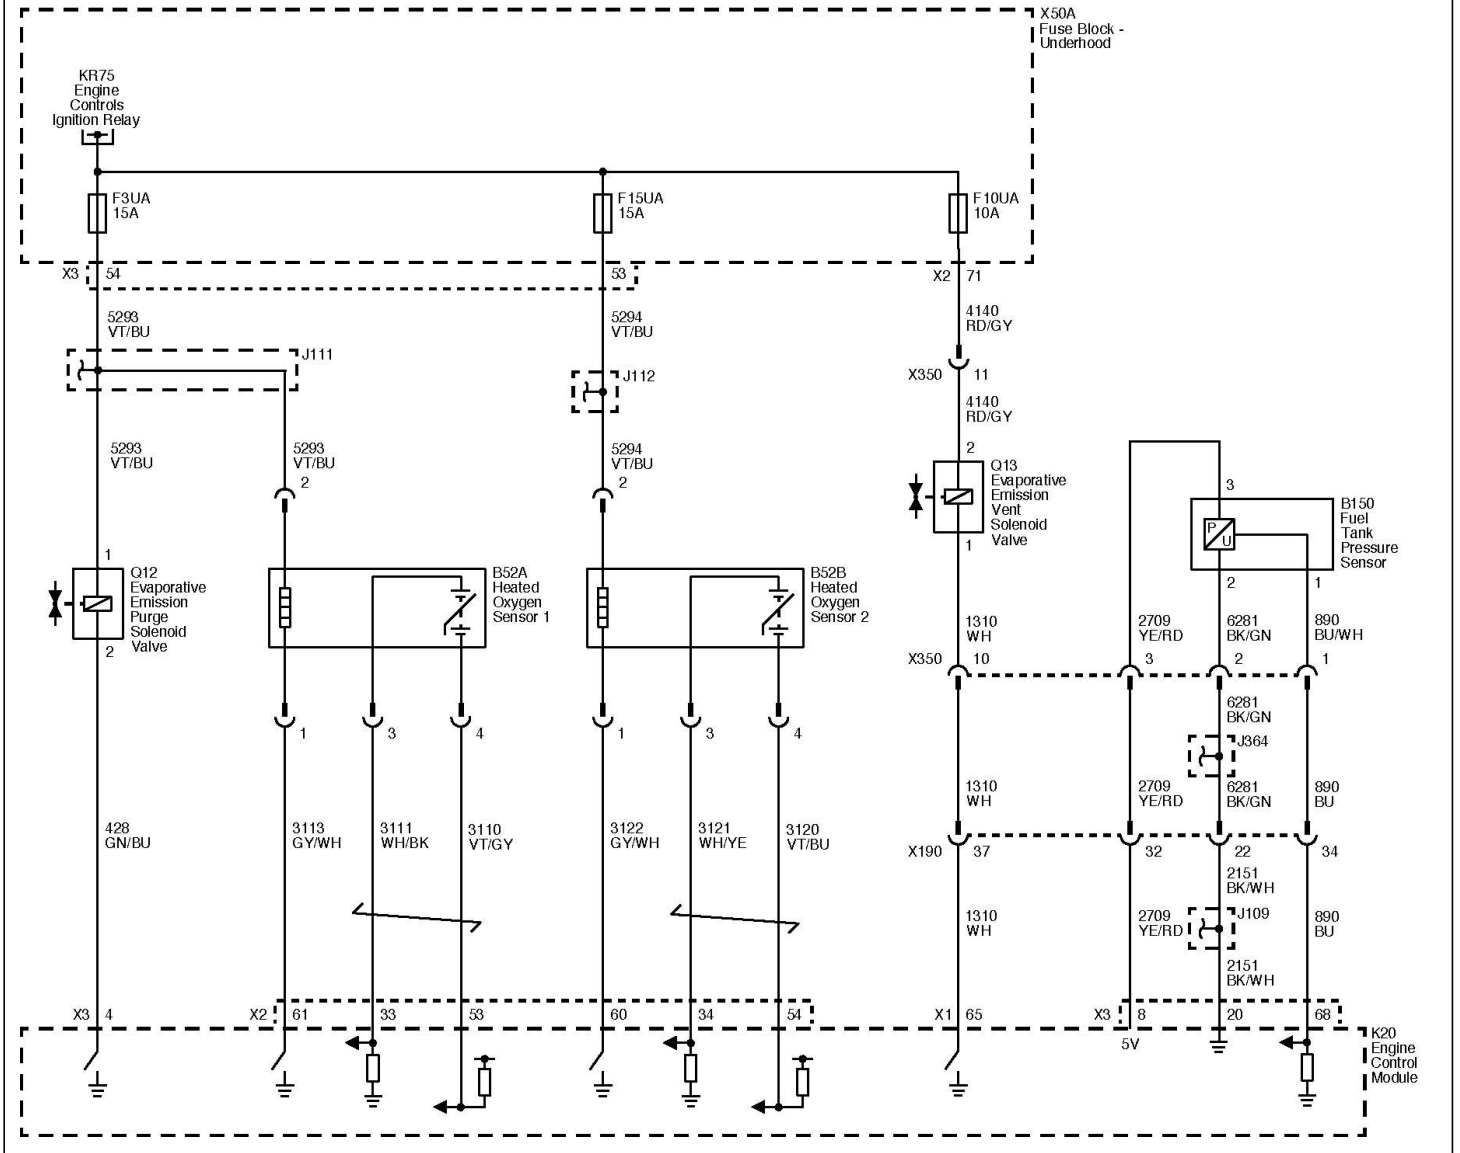 X50A
Fuse Block -
Underhood
KR75
Engine
Controls
Ignition Relay
F3UA
15A
F15UA
15A
F10UA
10A
X3 54
53
X2 71
5293
VT/BU
5294
VT/BU
4140
RD/GY
J111
J112
X350 11
4140
RD/GY
5293
VT/BU
5293
VT/BU
2
5294
VT/BU
2
2
Q13
Evaporative
Emission
Vent
Solenoid
Valve
1
3
B150
Fuel
Tank
Pressure
Sensor
P
U
2
1
1
Q12
Evaporative
Emission
Purge
Solenoid
Valve
2
B52A
Heated
Oxygen
Sensor 1
B52B
Heated
Oxygen
Sensor 2
1310
WH
2709
YE/RD
6281
BK/GN
890
BU/WH
X350 10
3
2
1
6281
BK/GN
1
3
4
1
3
4
J364
1310
WH
2709
YE/RD
6281
BK/GN
890
BU
428
GN/BU
3113
GY/WH
3111
WH/BK
3110
VT/GY
3122
GY/WH
3121
WH/YE
3120
VT/BU
X190 37
32
22
34
2151
BK/WH
1310
WH
2709
YE/RD
J109
890
BU
2151
BK/WH
X3 4
X2 61
33
53
60
34
54
X1 65
X3 8
20
68
5V
K20
Engine
Control
Module